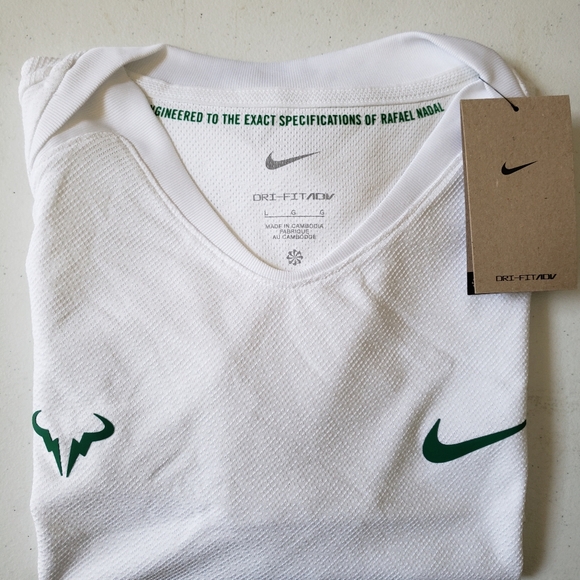 NGINEERED TO THE EXACT SPECIFICATIONS OF RAFAEL NADAL
DRI-FIT ADV
L G G
MADE IN CAMBODIA
FABRIQUÉ
AU CAMBODGE
DRI-FIT ADV